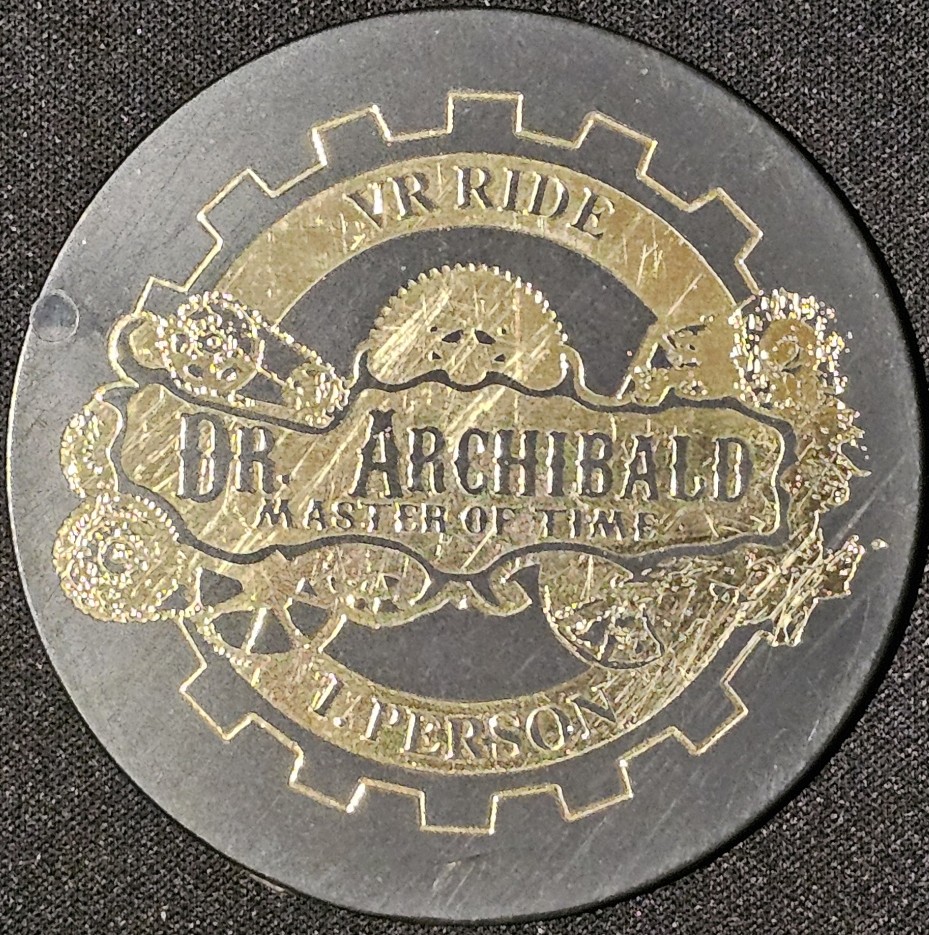 VR RIDE
DR. ARCHIBALD
MASTER OF TIME
1. PERSON